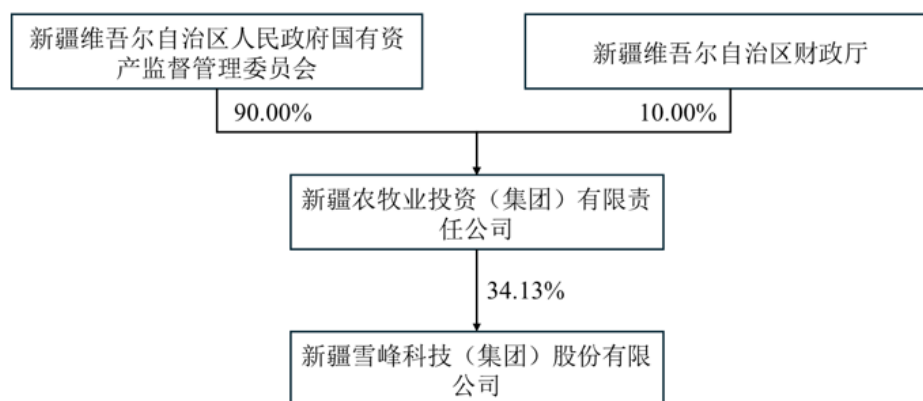 新疆维吾尔自治区人民政府国有资
产监督管理委员会
新疆维吾尔自治区财政厅
90.00%
10.00%
新疆农牧业投资（集团）有限责
任公司
34.13%
新疆雪峰科技（集团）股份有限
公司